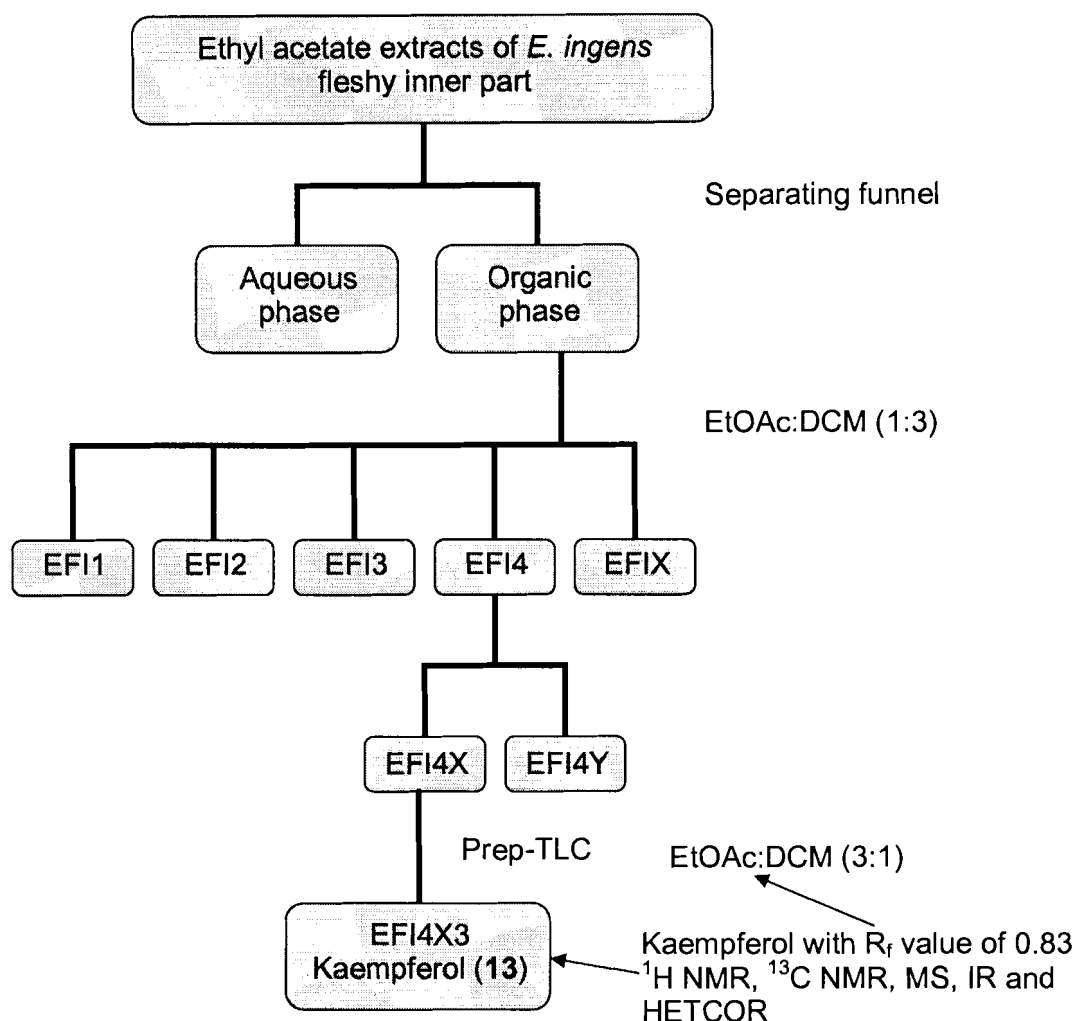 Ethyl acetate extracts of E. ingens
fleshy inner part
Separating funnel
Aqueous
phase
Organic
phase
EtOAc:DCM (1:3)
EFI1
EFI2
EFI3
EFI4
EFIX
EFI4X
EFI4Y
Prep-TLC
EtOAc:DCM (3:1)
EFI4X3
Kaempferol (13)
Kaempferol with Rf value of 0.83
¹H NMR, ¹³C NMR, MS, IR and
HETCOR